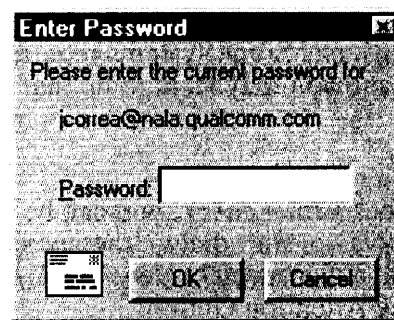 Enter Password
Please enter the current password for
jcorrea@nala.qualcomm.com
Password:
OK
Cancel